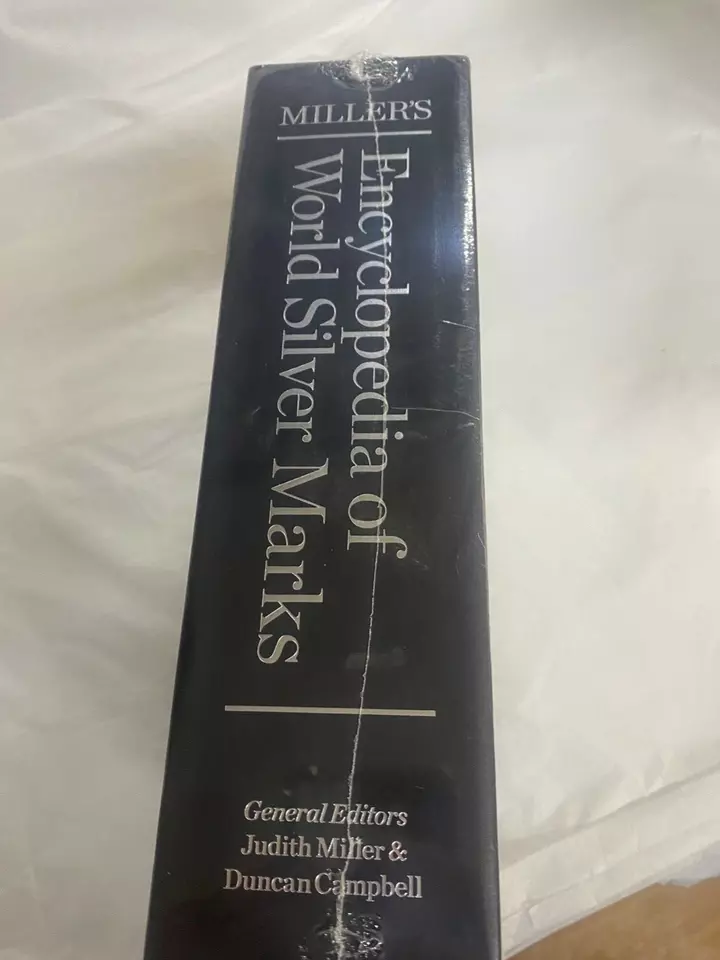 MILLER'S
Encyclopedia of
World Silver Marks
General Editors
Judith Miller &
Duncan Campbell